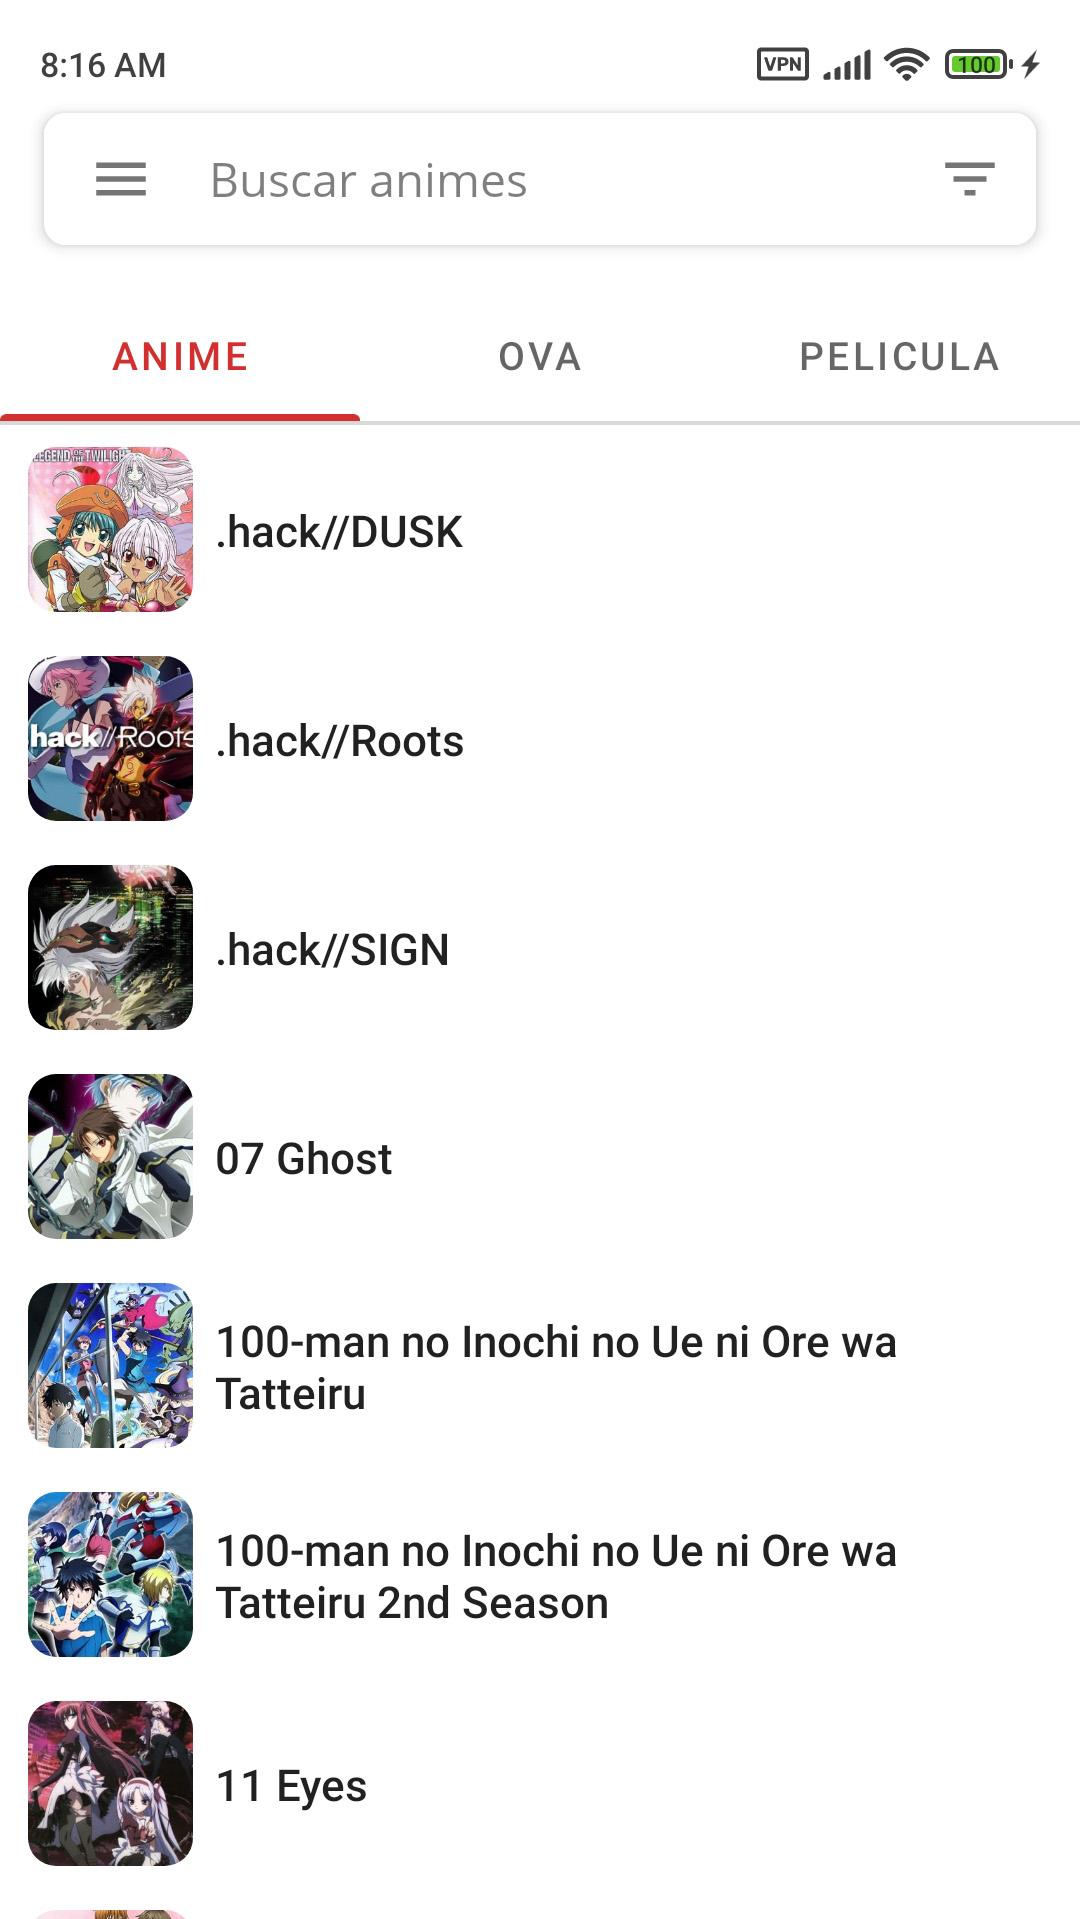 8:16 AM
VPN
100
Buscar animes
ANIME
OVA
PELICULA
LEGEND OF THE TWILIGH
.hack//DUSK
hack//Roots
.hack//Roots
.hack//SIGN
07 Ghost
100-man no Inochi no Ue ni Ore wa
Tatteiru
100-man no Inochi no Ue ni Ore wa
Tatteiru 2nd Season
11 Eyes